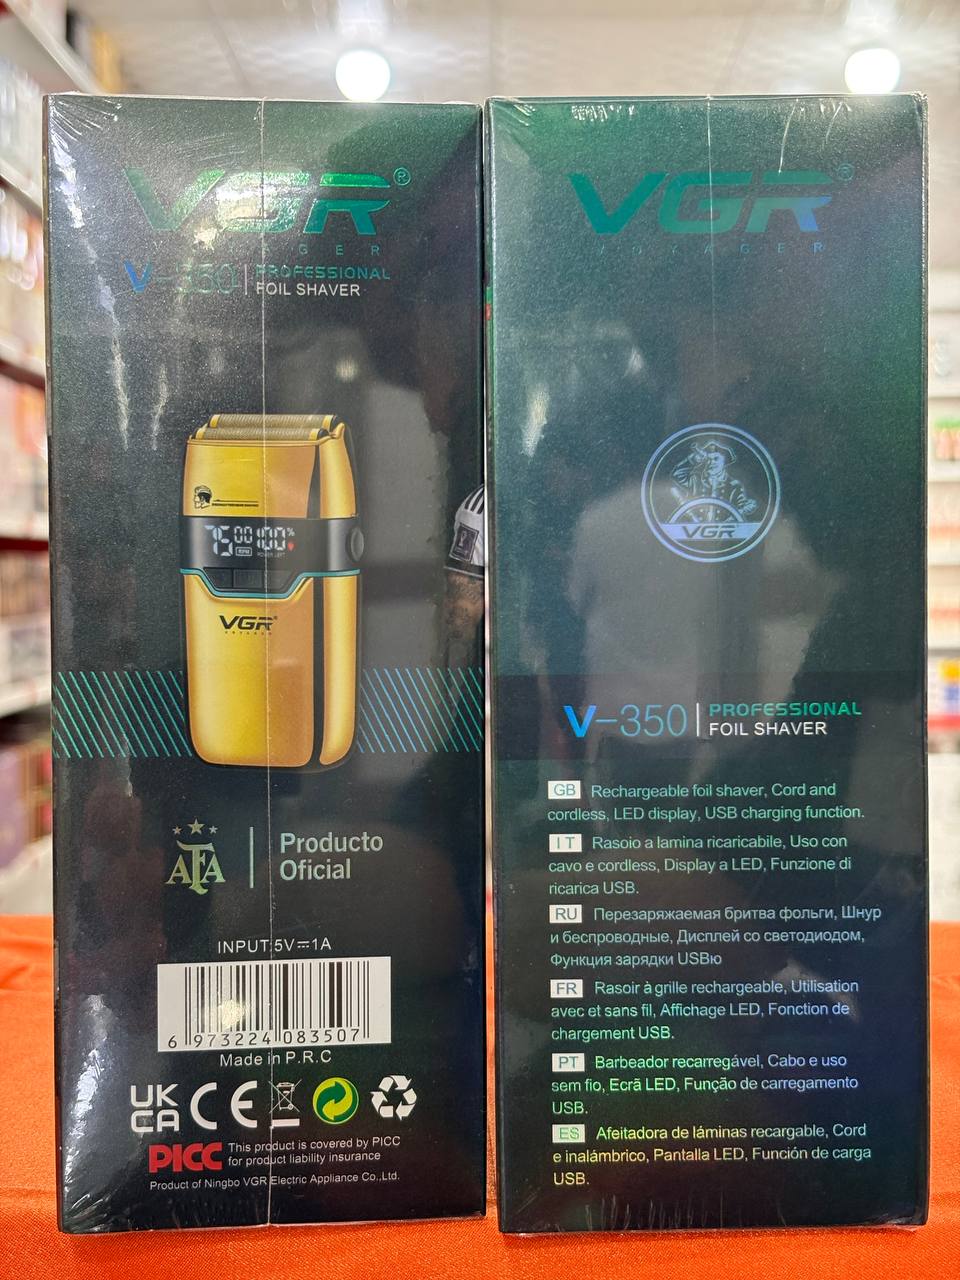 VGR®
V-350
PROFESSIONAL
FOIL SHAVER
7500 100%
RPM
VGR
AFA
Producto
Oficial
INPUT:5V⎓1A
6 973224 083507
Made in P.R.C
UK
CA CE
PICC
This product is covered by PICC
for product liability insurance
Product of Ningbo VGR Electric Appliance Co.,Ltd.
VGR®
VOYAGER
VGR
V-350
PROFESSIONAL
FOIL SHAVER
GB Rechargeable foil shaver, Cord and
cordless, LED display, USB charging function.
IT Rasoio a lamina ricaricabile, Uso con
cavo e cordless, Display a LED, Funzione di
ricarica USB.
RU Перезаряжаемая бритва фольги, Шнур
и беспроводные, Дисплей со светодиодом,
Функция зарядки USBю
FR Rasoir à grille rechargeable, Utilisation
avec et sans fil, Affichage LED, Fonction de
chargement USB.
PT Barbeador recarregável, Cabo e uso
sem fio, Ecrã LED, Função de carregamento
USB.
ES Afeitadora de láminas recargable, Cord
e inalámbrico, Pantalla LED, Función de carga
USB.